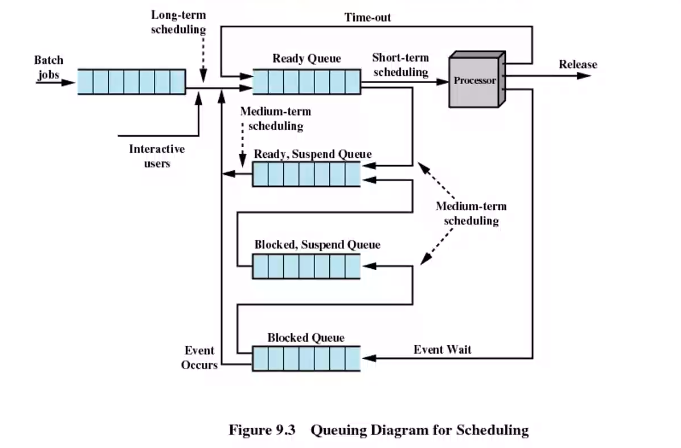 Time-out
Long-term
scheduling
Batch
jobs
Ready Queue
Short-term
scheduling
Processor
Release
Medium-term
scheduling
Interactive
users
Ready, Suspend Queue
Medium-term
scheduling
Blocked, Suspend Queue
Blocked Queue
Event
Occurs
Event Wait
Figure 9.3 Queuing Diagram for Scheduling